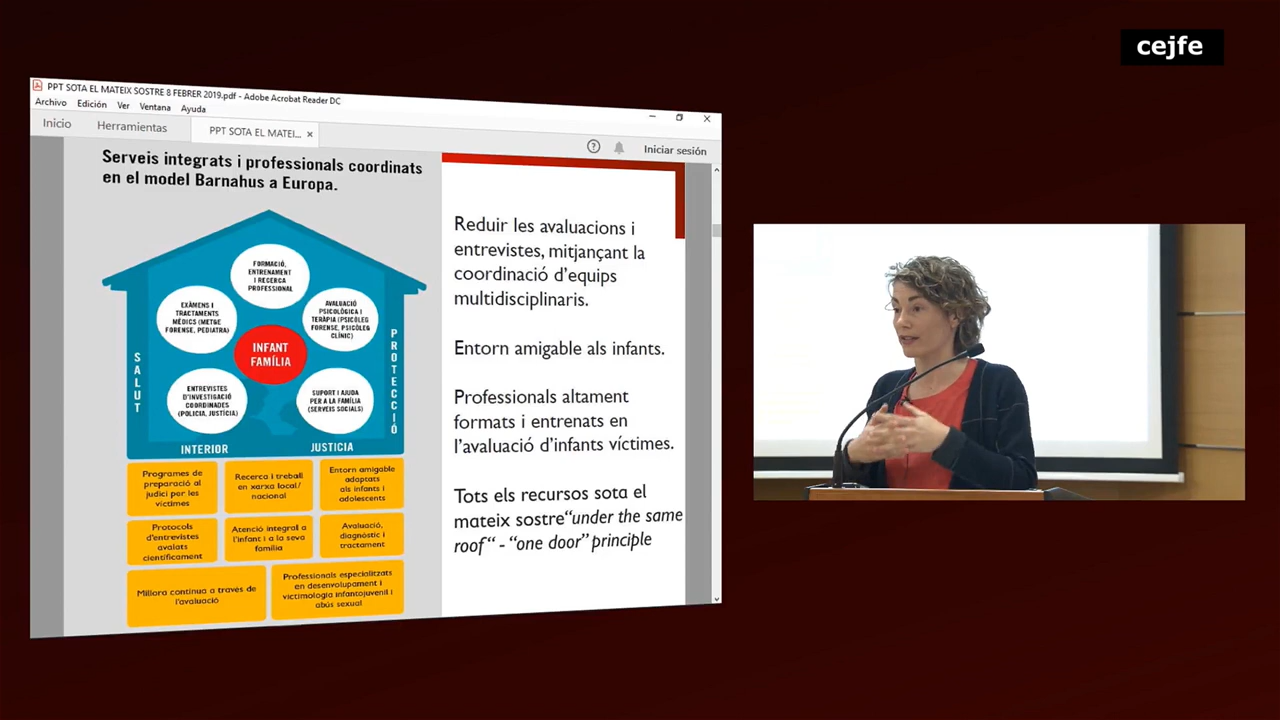 cejfe
PPT SOTA EL MATEIX SOSTRE 8 FEBRER 2019.pdf - Adobe Acrobat Reader DC
Archivo Edición Ver Ventana Ayuda
Inicio Herramientas PPT SOTA EL MATEI... × Iniciar sesión
Serveis integrats i professionals coordinats
en el model Barnahus a Europa.
FORMACIÓ,
ENTRENAMENT
I RECERCA
PROFESSIONAL
EXÀMENS I
TRACTAMENTS
MÈDICS (METGE
FORENSE, PEDIATRA)
AVALUACIÓ
PSICOLÒGICA I
TERÀPIA (PSICÒLEG
FORENSE, PSICÒLEG
CLÍNIC)
INFANT
FAMÍLIA
ENTREVISTES
D'INVESTIGACIÓ
COORDINADES
(POLICIA, JUSTÍCIA)
SUPORT I AJUDA
PER A LA FAMÍLIA
(SERVEIS SOCIALS)
SALUT
PROTECCIÓ
INTERIOR
JUSTICIA
Programes de
preparació al
judici per les
víctimes
Recerca i treball
en xarxa local/
nacional
Entorn amigable
adaptats
als infants i
adolescents
Protocols
d'entrevistes
avalats
científicament
Atenció integral a
l'infant i a la seva
família
Avaluació,
diagnòstic i
tractament
Millora contínua a través de
l'avaluació
Professionals especialitzats
en desenvolupament i
victimologia infantojuvenil i
abús sexual
Reduir les avaluacions i
entrevistes, mitjançant la
coordinació d'equips
multidisciplinaris.
Entorn amigable als infants.
Professionals altament
formats i entrenats en
l'avaluació d'infants víctimes.
Tots els recursos sota el
mateix sostre“under the same
roof“ - “one door” principle